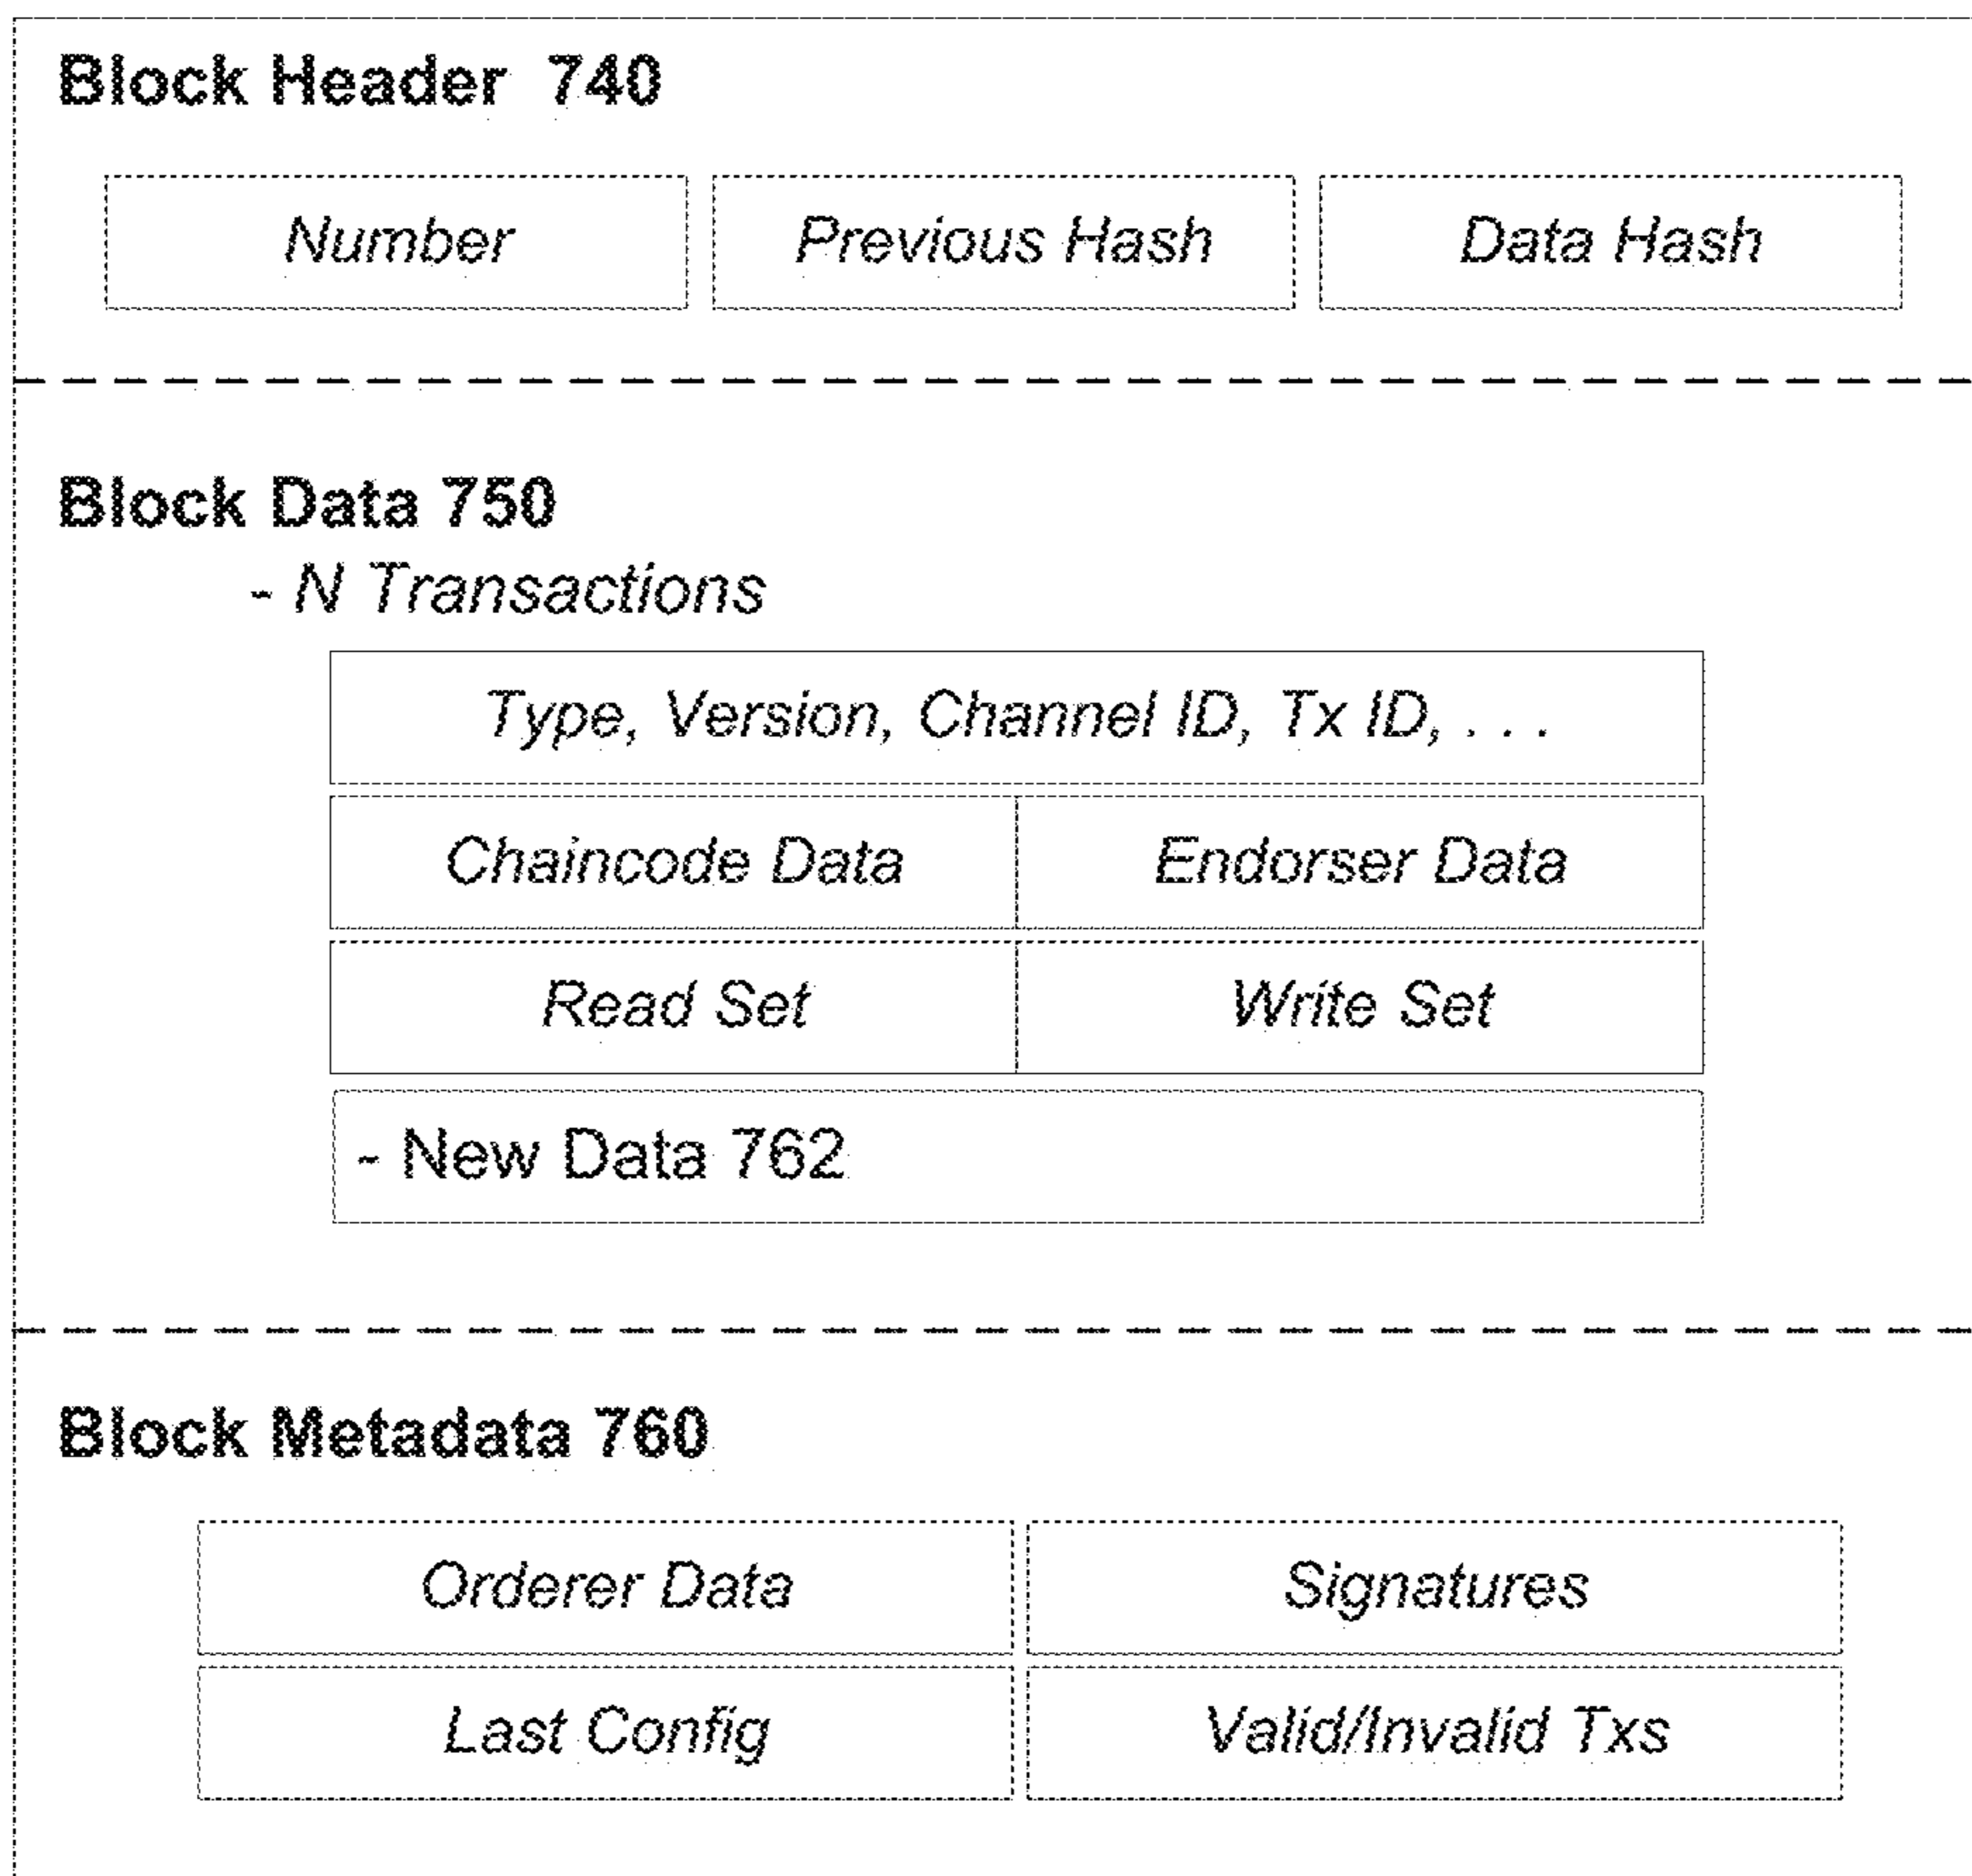 Block Header 740
Number Previous Hash Data Hash
Block Data 750
- N Transactions
Type, Version, Channel ID, Tx ID, . . .
Chaincode Data Endorser Data
Read Set Write Set
- New Data 762
Block Metadata 760
Orderer Data Signatures
Last Config Valid/Invalid Txs